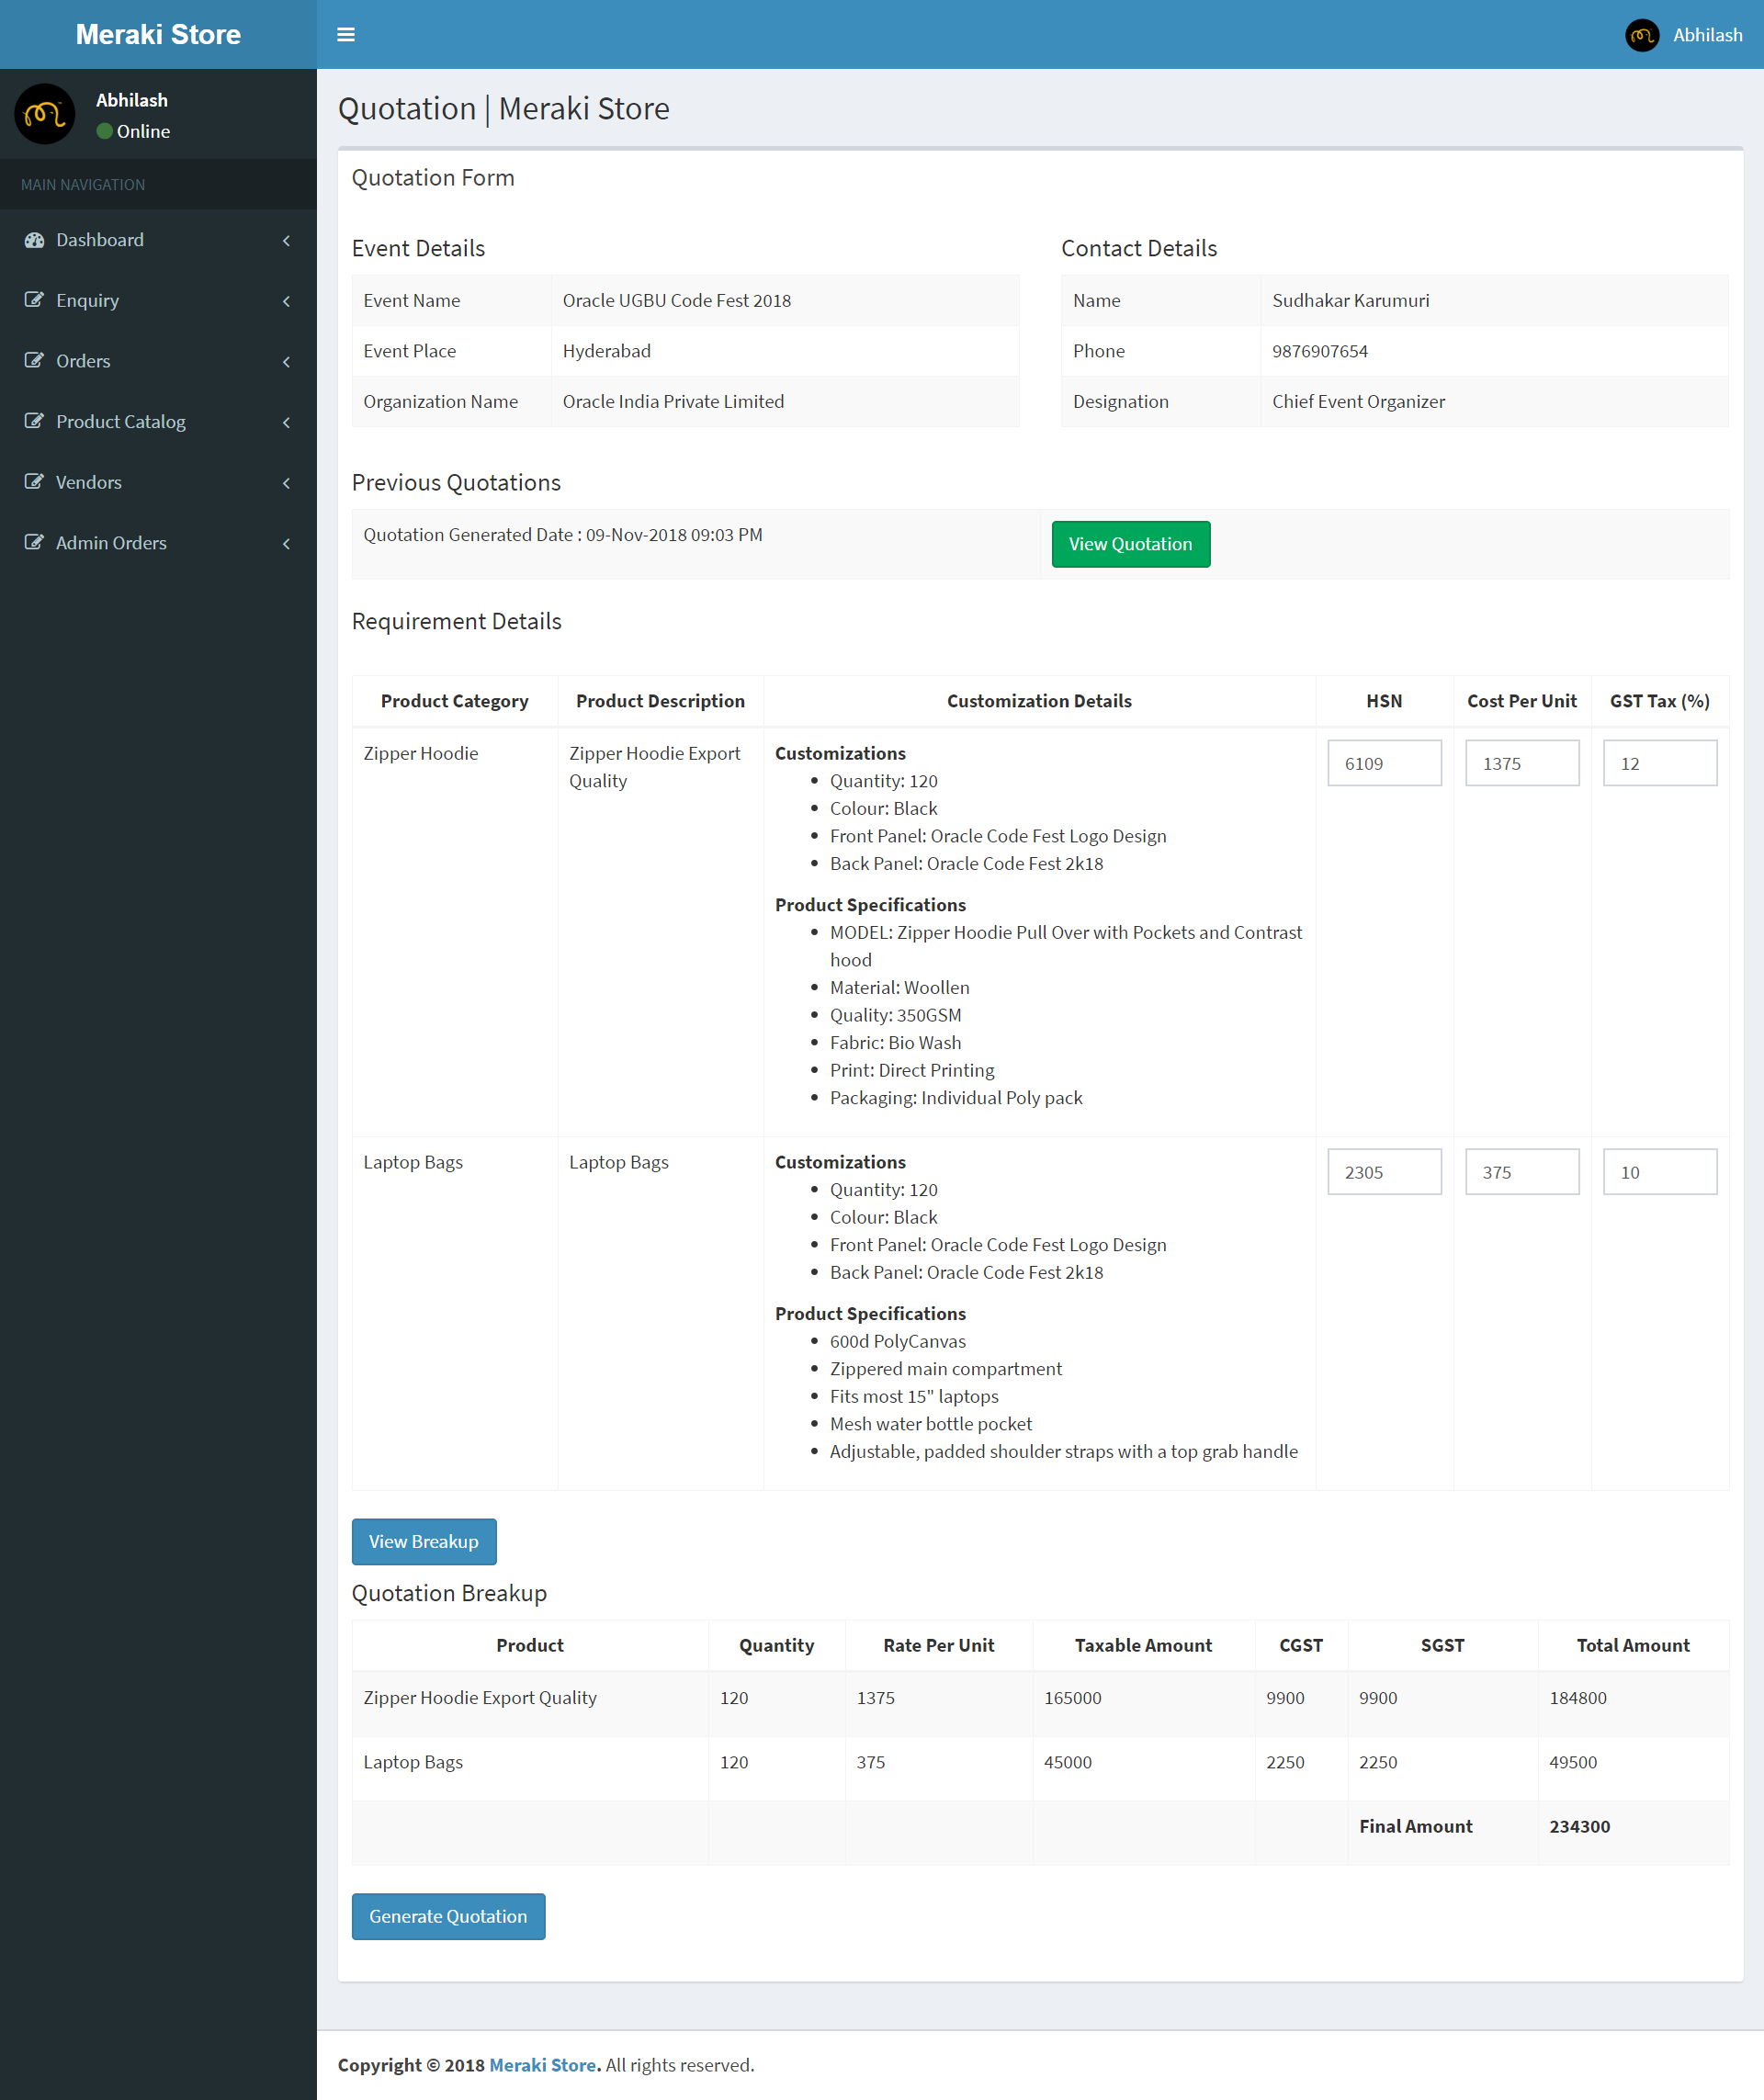 Meraki Store
Abhilash
Abhilash
Online
MAIN NAVIGATION
Dashboard
Enquiry
Orders
Product Catalog
Vendors
Admin Orders
Quotation | Meraki Store
Quotation Form
Event Details
Event Name Oracle UGBU Code Fest 2018
Event Place Hyderabad
Organization Name Oracle India Private Limited
Contact Details
Name Sudhakar Karumuri
Phone 9876907654
Designation Chief Event Organizer
Previous Quotations
Quotation Generated Date : 09-Nov-2018 09:03 PM View Quotation
Requirement Details
Product Category Product Description Customization Details HSN Cost Per Unit GST Tax (%)
Zipper Hoodie
Zipper Hoodie Export
Quality
Customizations
Quantity: 120
Colour: Black
Front Panel: Oracle Code Fest Logo Design
Back Panel: Oracle Code Fest 2k18
Product Specifications
MODEL: Zipper Hoodie Pull Over with Pockets and Contrast
hood
Material: Woollen
Quality: 350GSM
Fabric: Bio Wash
Print: Direct Printing
Packaging: Individual Poly pack
6109 1375 12
Laptop Bags
Laptop Bags
Customizations
Quantity: 120
Colour: Black
Front Panel: Oracle Code Fest Logo Design
Back Panel: Oracle Code Fest 2k18
Product Specifications
600d PolyCanvas
Zippered main compartment
Fits most 15" laptops
Mesh water bottle pocket
Adjustable, padded shoulder straps with a top grab handle
2305 375 10
View Breakup
Quotation Breakup
Product Quantity Rate Per Unit Taxable Amount CGST SGST Total Amount
Zipper Hoodie Export Quality 120 1375 165000 9900 9900 184800
Laptop Bags 120 375 45000 2250 2250 49500
Final Amount 234300
Generate Quotation
Copyright © 2018 Meraki Store. All rights reserved.